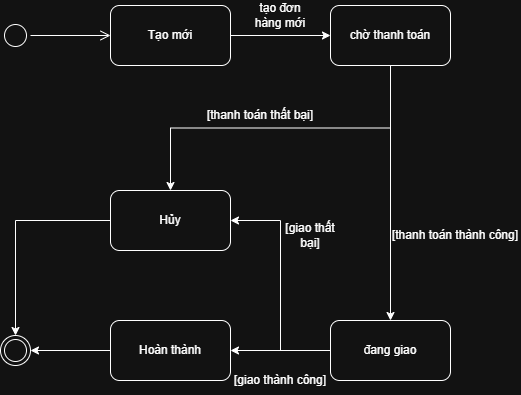 Tạo mới
tạo đơn
hàng mới
chờ thanh toán
[thanh toán thất bại]
Hủy
[giao thất
bại]
[thanh toán thành công]
Hoàn thành
đang giao
[giao thành công]